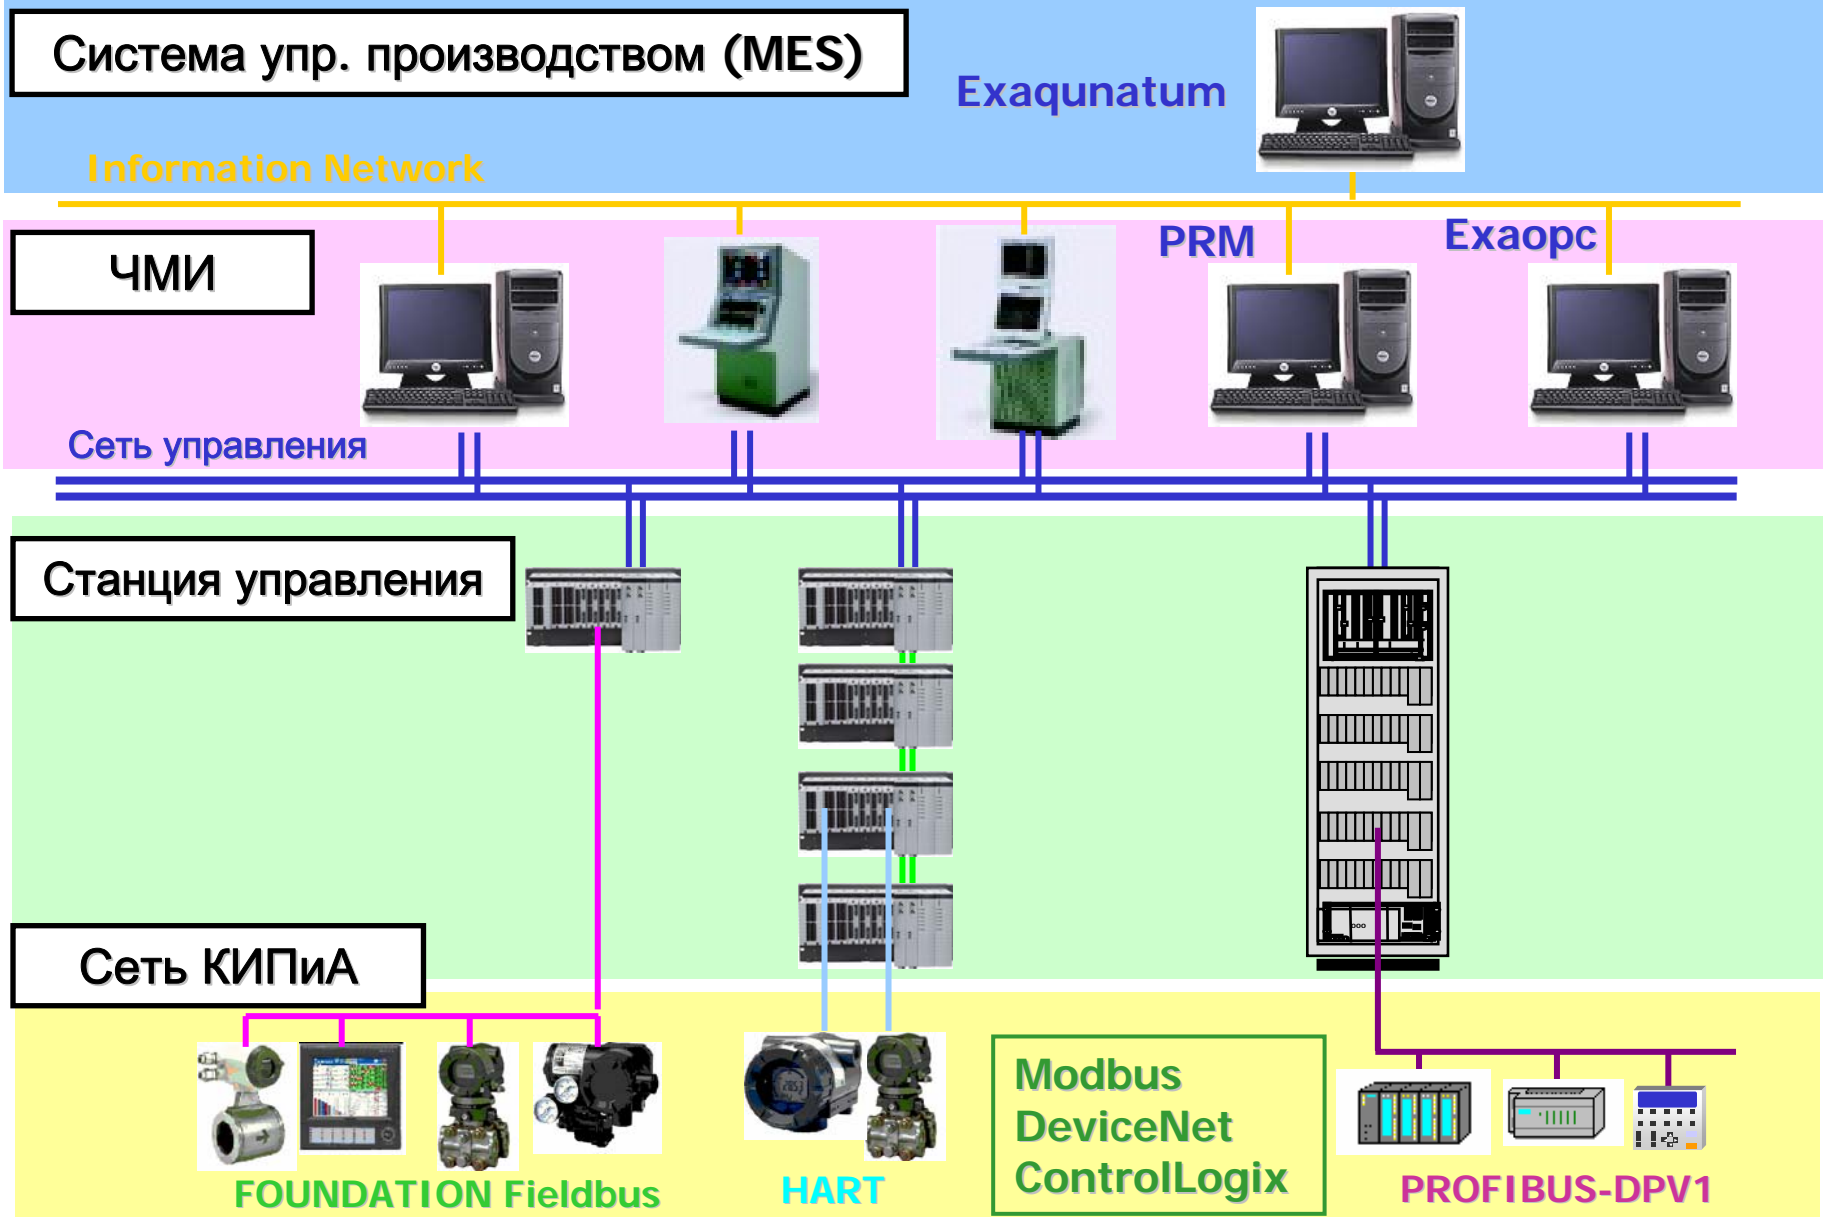 Система упр. производством (MES)
Exaqunatum
Information Network
ЧМИ
PRM
Exaopc
Сеть управления
Станция управления
Сеть КИПиА
Modbus
DeviceNet
ControlLogix
FOUNDATION Fieldbus
HART
PROFIBUS-DPV1